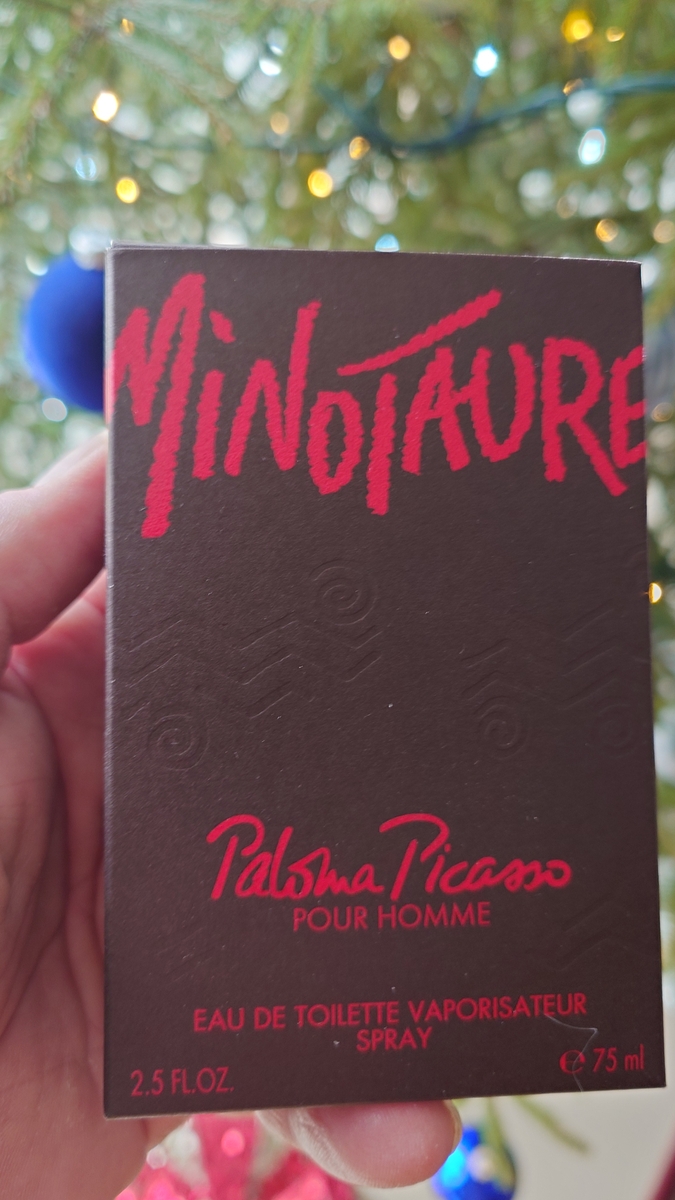 MiNOTAURE
Paloma Picasso
POUR HOMME
EAU DE TOILETTE VAPORISATEUR
SPRAY
2.5 FL.OZ.
℮ 75 ml